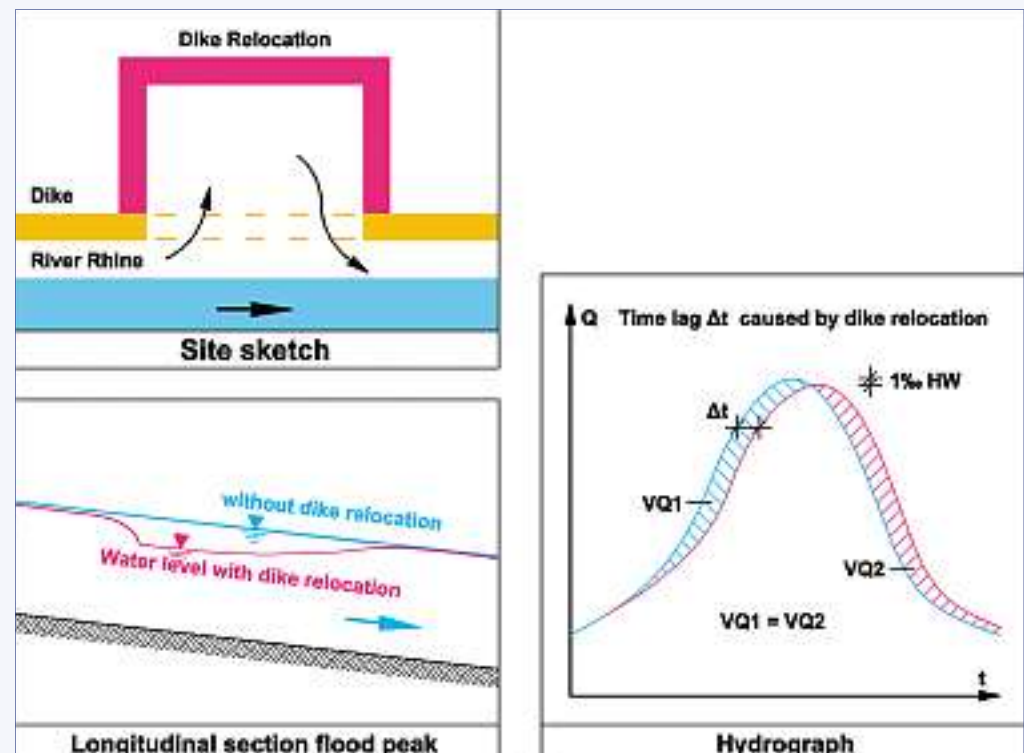 Dike Relocation
Dike
River Rhine
Site sketch
without dike relocation
Water level with dike relocation
Longitudinal section flood peak
Q Time lag Δt caused by dike relocation
1‰ HW
Δt
VQ1
VQ2
VQ1 = VQ2
t
Hydrograph